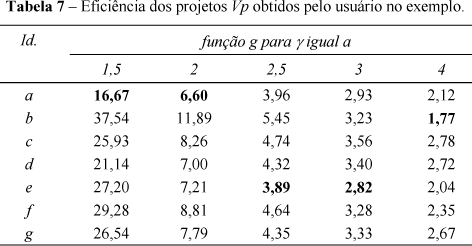 Tabela 7 – Eficiência dos projetos Vp obtidos pelo usuário no exemplo.
Id. função g para γ igual a
1,5 2 2,5 3 4
a 16,67 6,60 3,96 2,93 2,12
b 37,54 11,89 5,45 3,23 1,77
c 25,93 8,26 4,74 3,56 2,78
d 21,14 7,00 4,32 3,40 2,72
e 27,20 7,21 3,89 2,82 2,04
f 29,28 8,81 4,64 3,28 2,35
g 26,54 7,79 4,35 3,33 2,67